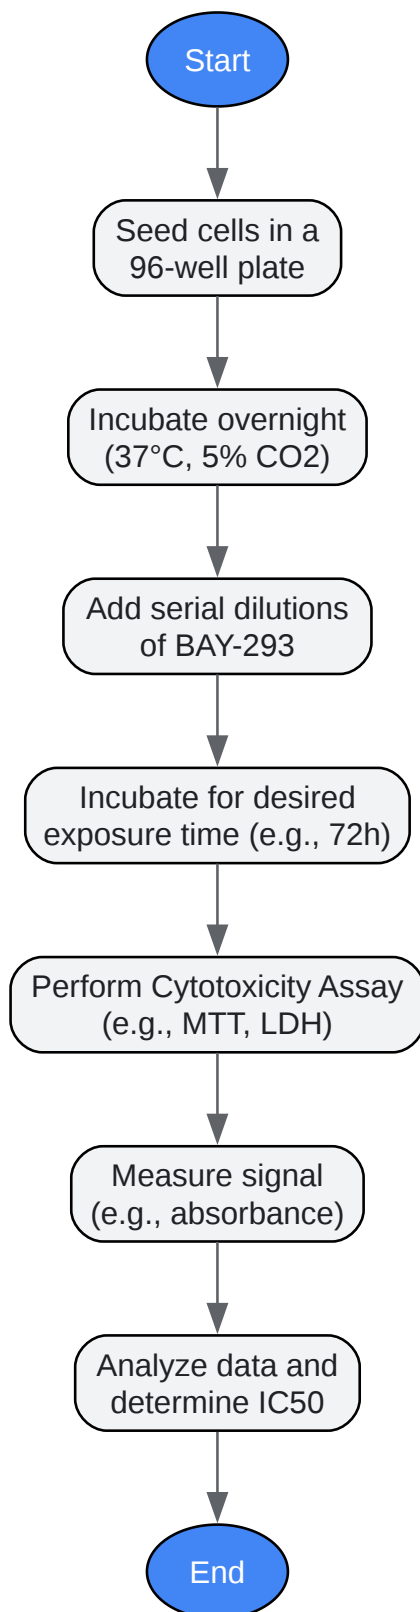 Start
Seed cells in a
96-well plate
Incubate overnight
(37°C, 5% CO2)
Add serial dilutions
of BAY-293
Incubate for desired
exposure time (e.g., 72h)
Perform Cytotoxicity Assay
(e.g., MTT, LDH)
Measure signal
(e.g., absorbance)
Analyze data and
determine IC50
End